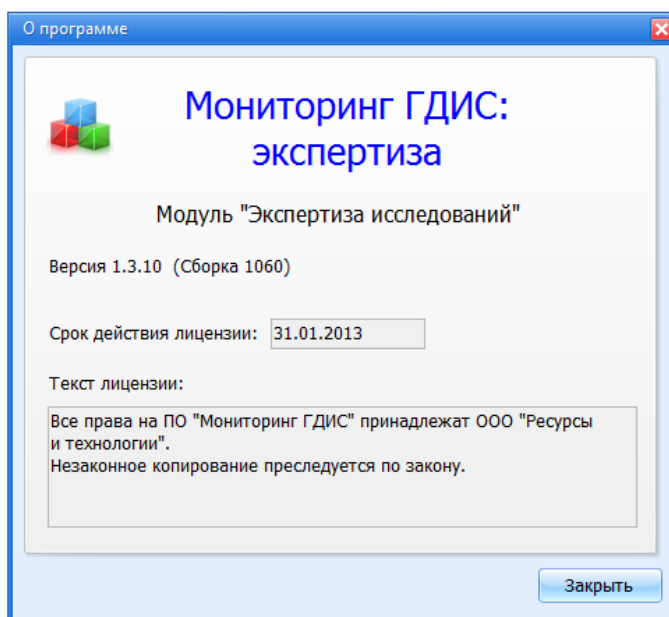 О программе
Мониторинг ГДИС:
экспертиза
Модуль "Экспертиза исследований"
Версия 1.3.10 (Сборка 1060)
Срок действия лицензии: 31.01.2013
Текст лицензии:
Все права на ПО "Мониторинг ГДИС" принадлежат ООО "Ресурсы
и технологии".
Незаконное копирование преследуется по закону.
Закрыть